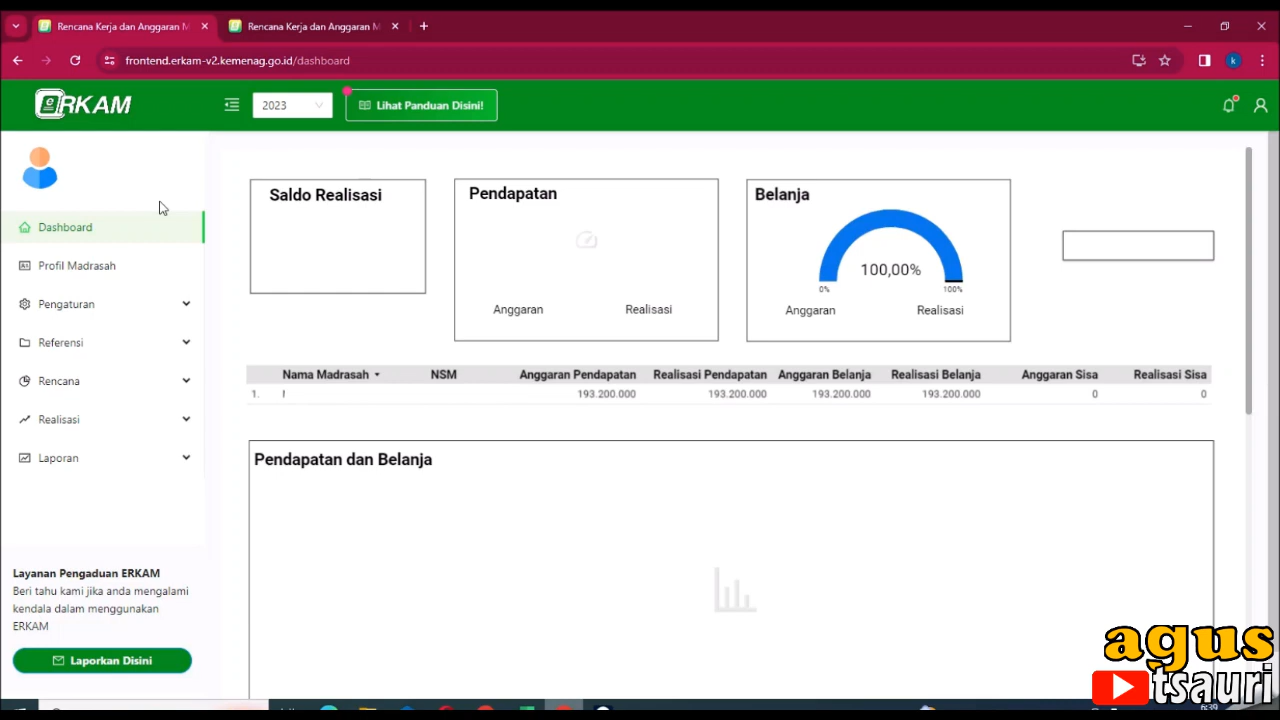 Rencana Kerja dan Anggaran M
Rencana Kerja dan Anggaran M
frontend.erkam-v2.kemenag.go.id/dashboard
k
eRKAM
2023
Lihat Panduan Disini!
Dashboard
Profil Madrasah
Pengaturan
Referensi
Rencana
Realisasi
Laporan
Layanan Pengaduan ERKAM
Beri tahu kami jika anda mengalami
kendala dalam menggunakan
ERKAM
Laporkan Disini
Saldo Realisasi
Pendapatan
Anggaran Realisasi
Belanja
100,00%
0% 100%
Anggaran Realisasi
Nama Madrasah NSM Anggaran Pendapatan Realisasi Pendapatan Anggaran Belanja Realisasi Belanja Anggaran Sisa Realisasi Sisa
1. 193.200.000 193.200.000 193.200.000 193.200.000 0 0
Pendapatan dan Belanja
agus
tsauri